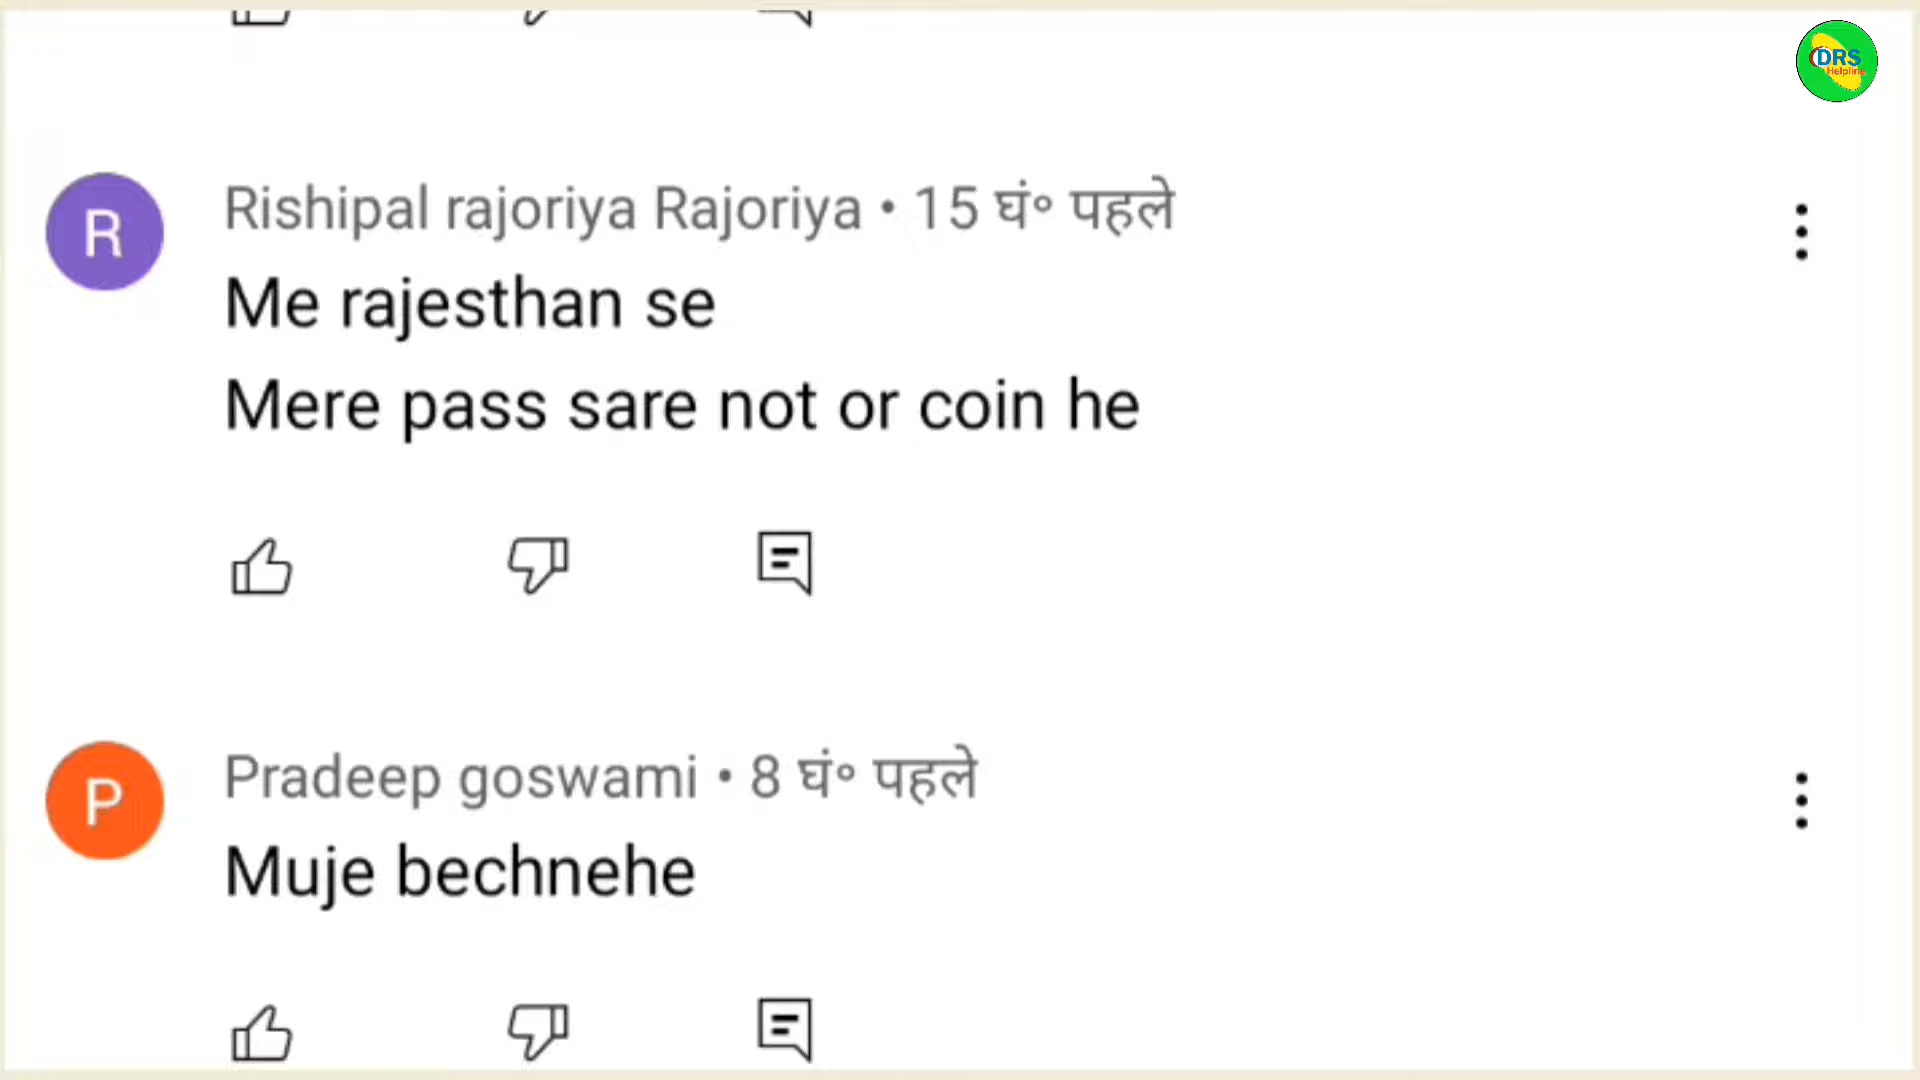 DRS
Helpline
R
Rishipal rajoriya Rajoriya • 15 घं॰ पहले
Me rajesthan se
Mere pass sare not or coin he
P
Pradeep goswami • 8 घं॰ पहले
Muje bechnehe